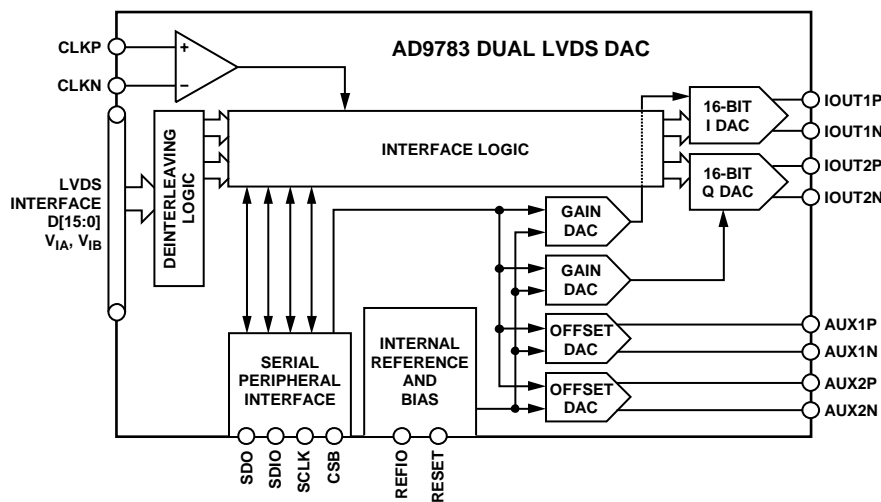 CLKP
CLKN
AD9783 DUAL LVDS DAC
LVDS
INTERFACE
D[15:0]
VIA, VIB
DEINTERLEAVING
LOGIC
INTERFACE LOGIC
16-BIT
I DAC
16-BIT
Q DAC
IOUT1P
IOUT1N
IOUT2P
IOUT2N
GAIN
DAC
GAIN
DAC
OFFSET
DAC
OFFSET
DAC
AUX1P
AUX1N
AUX2P
AUX2N
SERIAL
PERIPHERAL
INTERFACE
INTERNAL
REFERENCE
AND
BIAS
SDO
SDIO
SCLK
CSB
REFIO
RESET